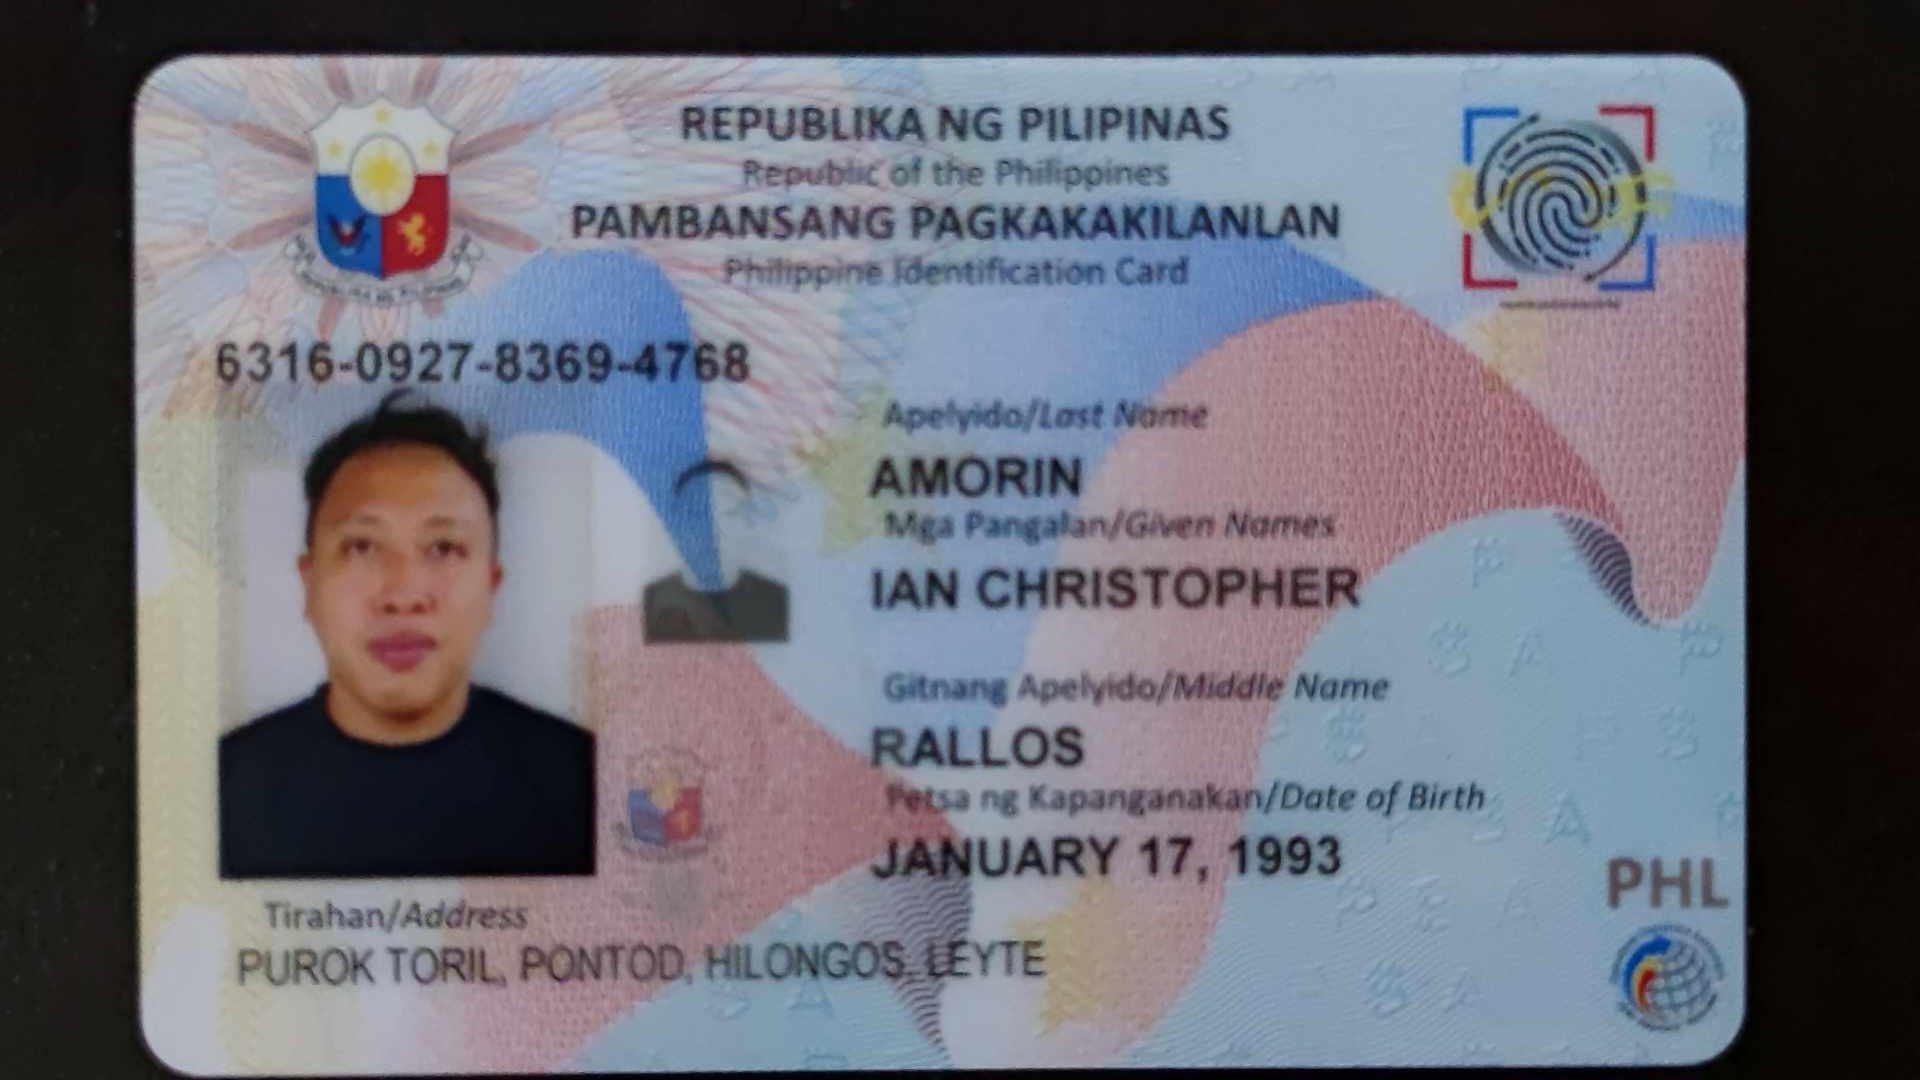 REPUBLIKA NG PILIPINAS
Republic of the Philippines
PAMBANSANG PAGKAKAKILANLAN
Philippine Identification Card
6316-0927-8369-4768
Apelyido/Last Name
AMORIN
Mga Pangalan/Given Names
IAN CHRISTOPHER
Gitnang Apelyido/Middle Name
RALLOS
Petsa ng Kapanganakan/Date of Birth
JANUARY 17, 1993
PHL
Tirahan/Address
PUROK TORIL, PONTOD, HILONGOS, LEYTE